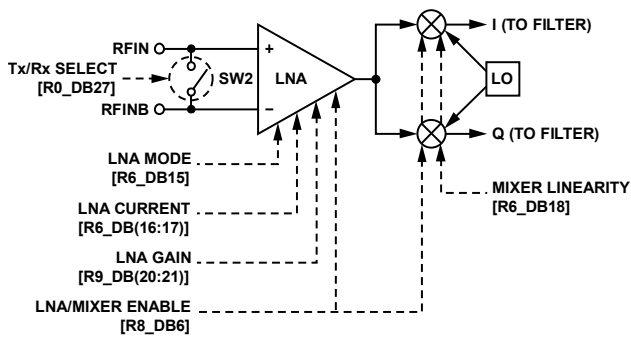 RFIN
Tx/Rx SELECT
[R0_DB27]
SW2
RFINB
+
–
LNA
I (TO FILTER)
LO
Q (TO FILTER)
LNA MODE
[R6_DB15]
LNA CURRENT
[R6_DB(16:17)]
LNA GAIN
[R9_DB(20:21)]
LNA/MIXER ENABLE
[R8_DB6]
MIXER LINEARITY
[R6_DB18]